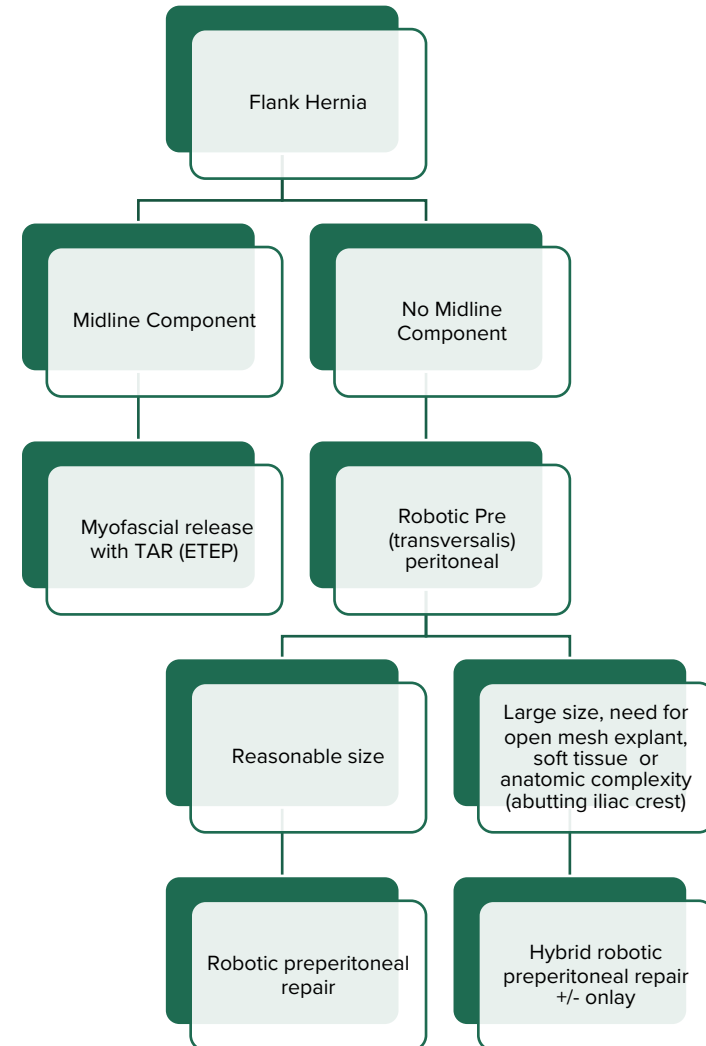 Flank Hernia
Midline Component
No Midline
Component
Myofascial release
with TAR (ETEP)
Robotic Pre
(transversalis)
peritoneal
Reasonable size
Large size, need for
open mesh explant,
soft tissue or
anatomic complexity
(abutting iliac crest)
Robotic preperitoneal
repair
Hybrid robotic
preperitoneal repair
+/- onlay